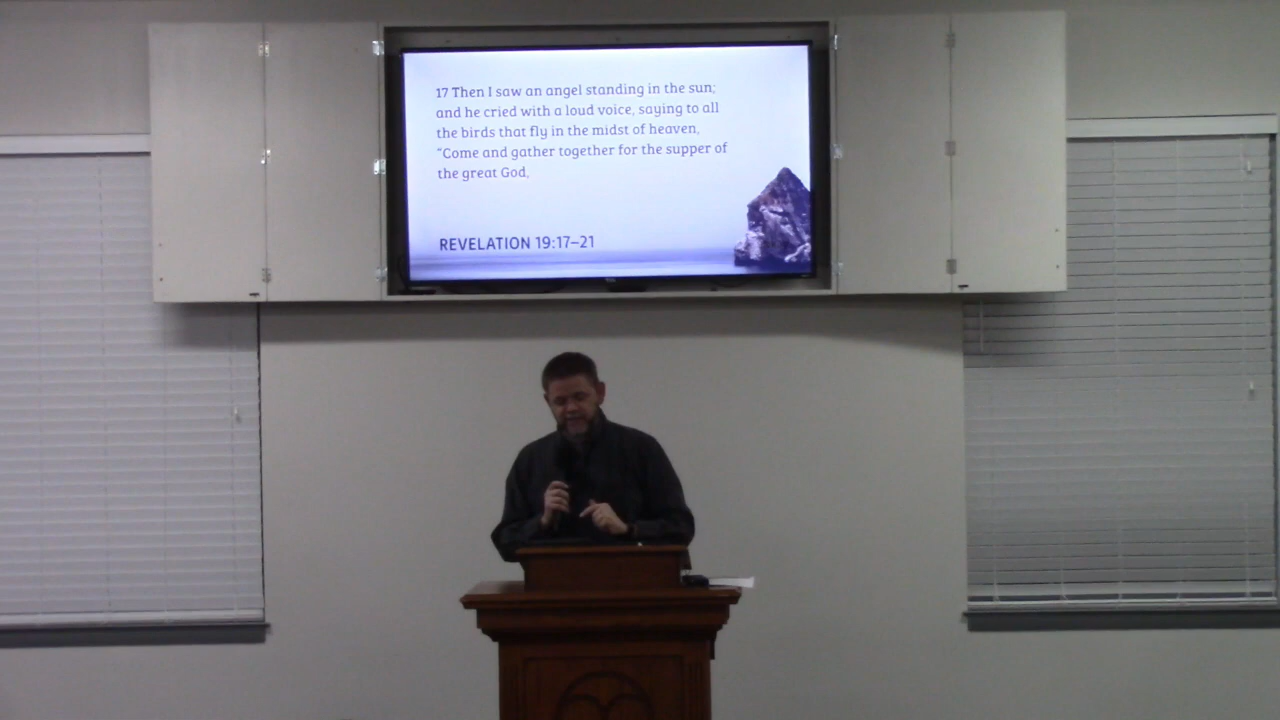 17 Then I saw an angel standing in the sun;
and he cried with a loud voice, saying to all
the birds that fly in the midst of heaven,
“Come and gather together for the supper of
the great God,
REVELATION 19:17–21